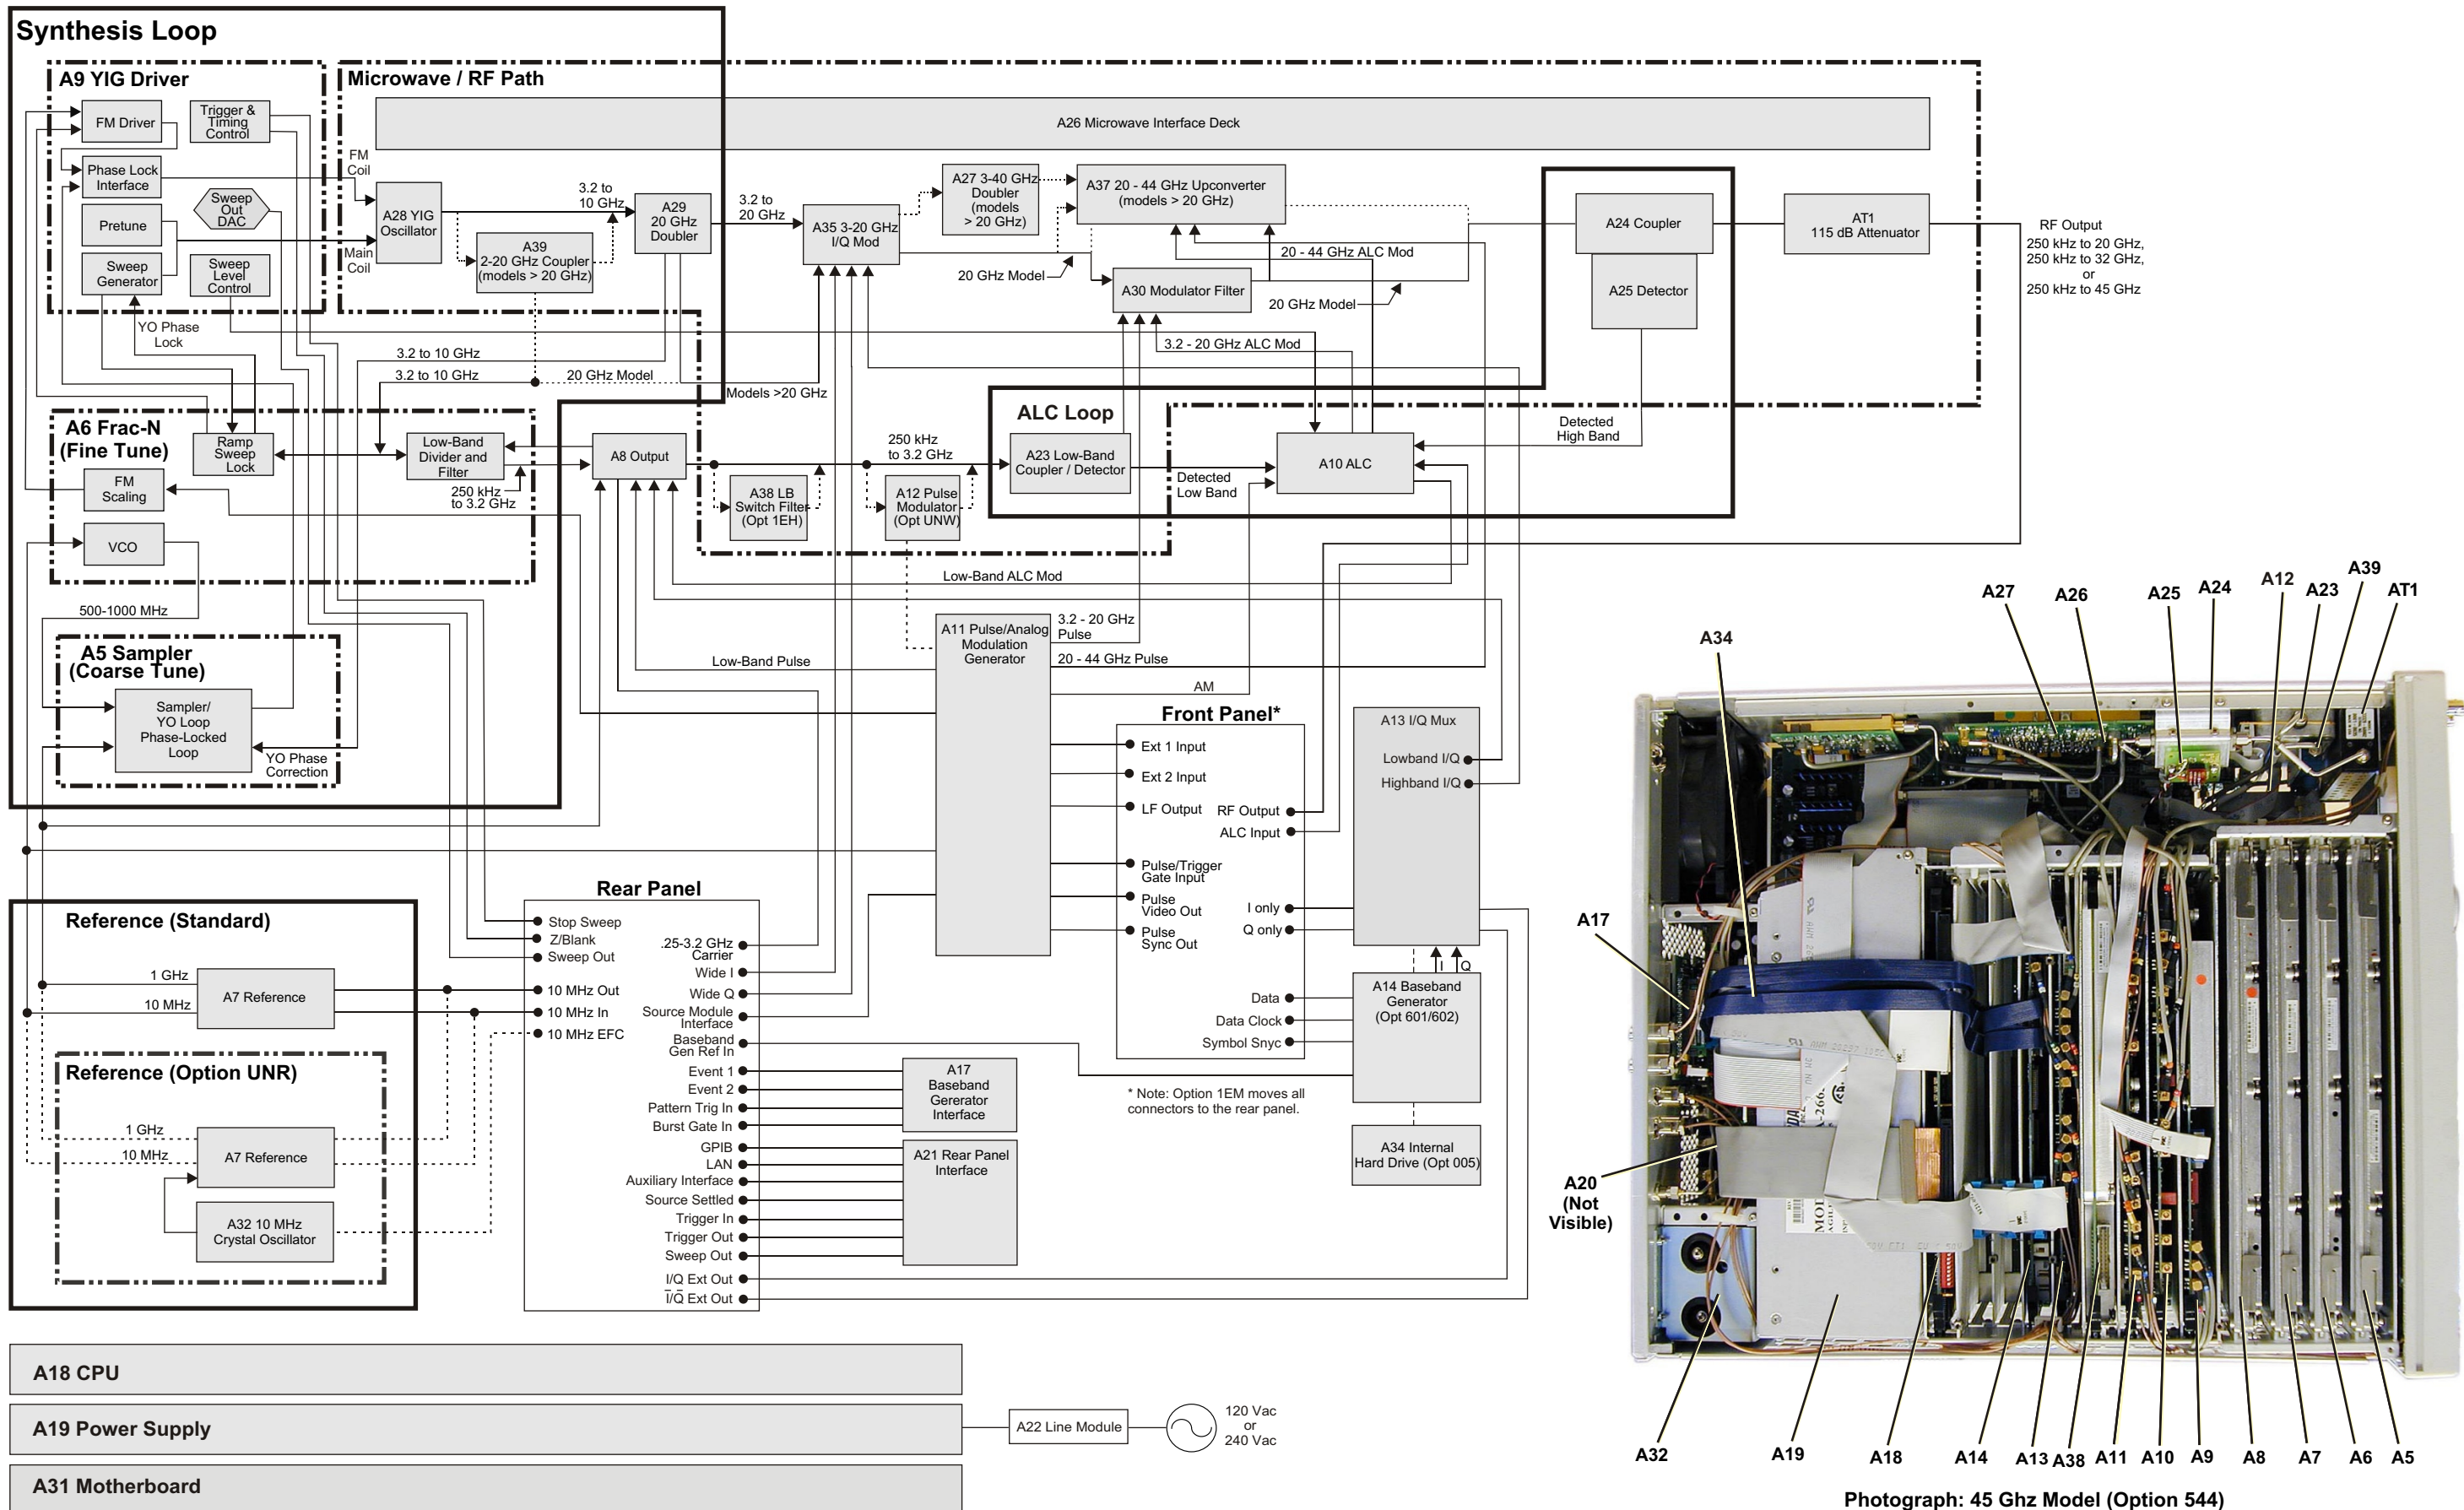 Synthesis Loop
A9 YIG Driver
FM Driver
Trigger &
Timing
Control
Phase Lock
Interface
Sweep
Out
DAC
Pretune
Sweep
Generator
Sweep
Level
Control
YO Phase
Lock
Microwave / RF Path
A26 Microwave Interface Deck
FM
Coil
Main
Coil
A28 YIG
Oscillator
3.2 to
10 GHz
A39
2-20 GHz Coupler
(models > 20 GHz)
A29
20 GHz
Doubler
3.2 to
20 GHz
A35 3-20 GHz
I/Q Mod
A27 3-40 GHz
Doubler
(models
> 20 GHz)
A37 20 - 44 GHz Upconverter
(models > 20 GHz)
20 - 44 GHz ALC Mod
20 GHz Model
A30 Modulator Filter
20 GHz Model
A24 Coupler
A25 Detector
AT1
115 dB Attenuator
RF Output
250 kHz to 20 GHz,
250 kHz to 32 GHz,
or
250 kHz to 45 GHz
3.2 to 10 GHz
3.2 to 10 GHz
20 GHz Model
Models >20 GHz
3.2 - 20 GHz ALC Mod
A6 Frac-N
(Fine Tune)
Ramp
Sweep
Lock
Low-Band
Divider and
Filter
FM
Scaling
VCO
250 kHz
to 3.2 GHz
A8 Output
A38 LB
Switch Filter
(Opt 1EH)
250 kHz
to 3.2 GHz
A12 Pulse
Modulator
(Opt UNW)
ALC Loop
A23 Low-Band
Coupler / Detector
Detected
Low Band
A10 ALC
Detected
High Band
Low-Band ALC Mod
500-1000 MHz
A5 Sampler
(Coarse Tune)
Sampler/
YO Loop
Phase-Locked
Loop
YO Phase
Correction
Low-Band Pulse
A11 Pulse/Analog
Modulation
Generator
3.2 - 20 GHz
Pulse
20 - 44 GHz Pulse
AM
Front Panel*
Ext 1 Input
Ext 2 Input
LF Output
RF Output
ALC Input
Pulse/Trigger
Gate Input
Pulse
Video Out
Pulse
Sync Out
I only
Q only
Data
Data Clock
Symbol Snyc
* Note: Option 1EM moves all
connectors to the rear panel.
A13 I/Q Mux
Lowband I/Q
Highband I/Q
I
Q
A14 Baseband
Generator
(Opt 601/602)
A34 Internal
Hard Drive (Opt 005)
Reference (Standard)
1 GHz
10 MHz
A7 Reference
Reference (Option UNR)
1 GHz
10 MHz
A7 Reference
A32 10 MHz
Crystal Oscillator
Rear Panel
Stop Sweep
Z/Blank
Sweep Out
10 MHz Out
10 MHz In
10 MHz EFC
.25-3.2 GHz
Carrier
Wide I
Wide Q
Source Module
Interface
Baseband
Gen Ref In
Event 1
Event 2
Pattern Trig In
Burst Gate In
GPIB
LAN
Auxiliary Interface
Source Settled
Trigger In
Trigger Out
Sweep Out
I/Q Ext Out
I̅/Q̅ Ext Out
A17
Baseband
Gererator
Interface
A21 Rear Panel
Interface
A18 CPU
A19 Power Supply
A31 Motherboard
A22 Line Module
120 Vac
or
240 Vac
A34
A27
A26
A25
A24
A12
A23
A39
AT1
A17
A20
(Not
Visible)
A32
A19
A18
A14
A13
A38
A11
A10
A9
A8
A7
A6
A5
Photograph: 45 Ghz Model (Option 544)